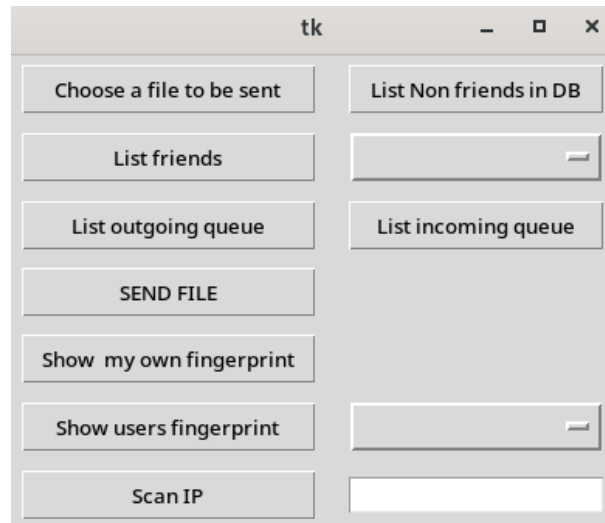 tk
Choose a file to be sent
List Non friends in DB
List friends
List outgoing queue
List incoming queue
SEND FILE
Show  my own fingerprint
Show users fingerprint
Scan IP